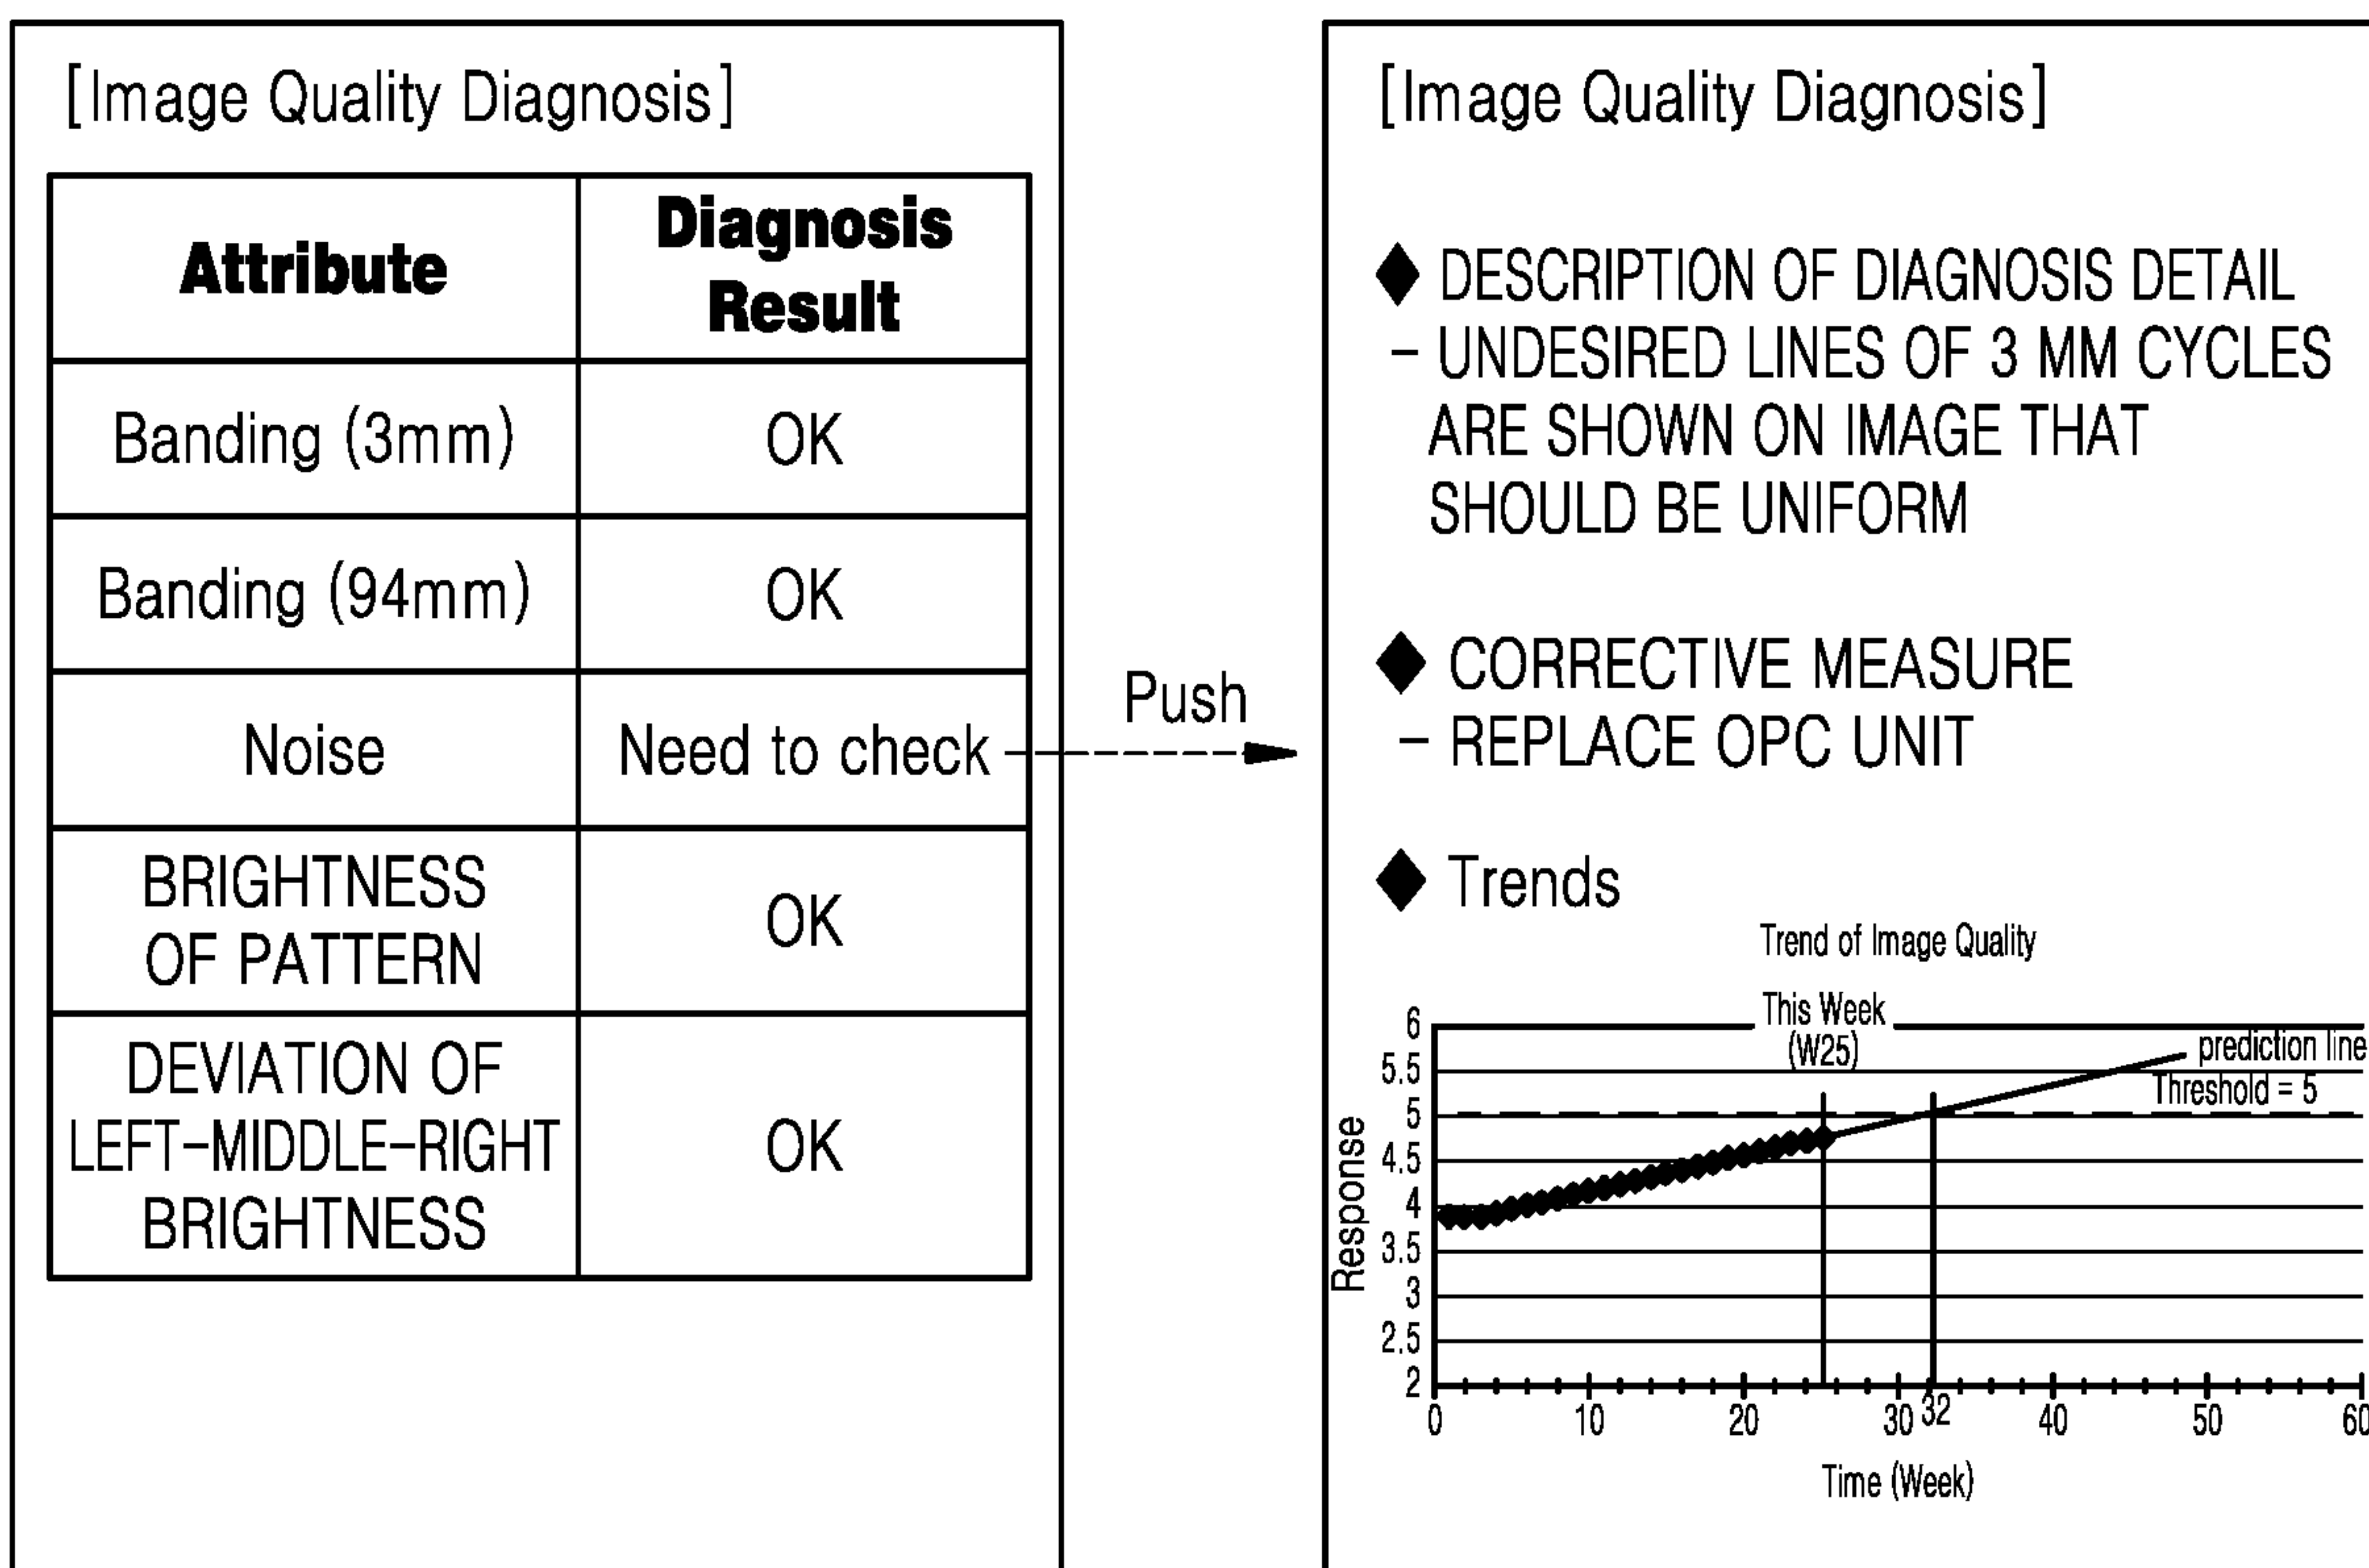 [Image Quality Diagnosis]
Attribute
Diagnosis
Result
Banding (3mm)
OK
Banding (94mm)
OK
Noise
Need to check
BRIGHTNESS
OF PATTERN
OK
DEVIATION OF
LEFT-MIDDLE-RIGHT
BRIGHTNESS
OK
Push
[Image Quality Diagnosis]
◆ DESCRIPTION OF DIAGNOSIS DETAIL
- UNDESIRED LINES OF 3 MM CYCLES
ARE SHOWN ON IMAGE THAT
SHOULD BE UNIFORM
◆ CORRECTIVE MEASURE
- REPLACE OPC UNIT
◆ Trends
Trend of Image Quality
This Week
(W25)
prediction line
Threshold = 5
Response
6
5.5
5
4.5
4
3.5
3
2.5
2
0 10 20 30 32 40 50 60
Time (Week)